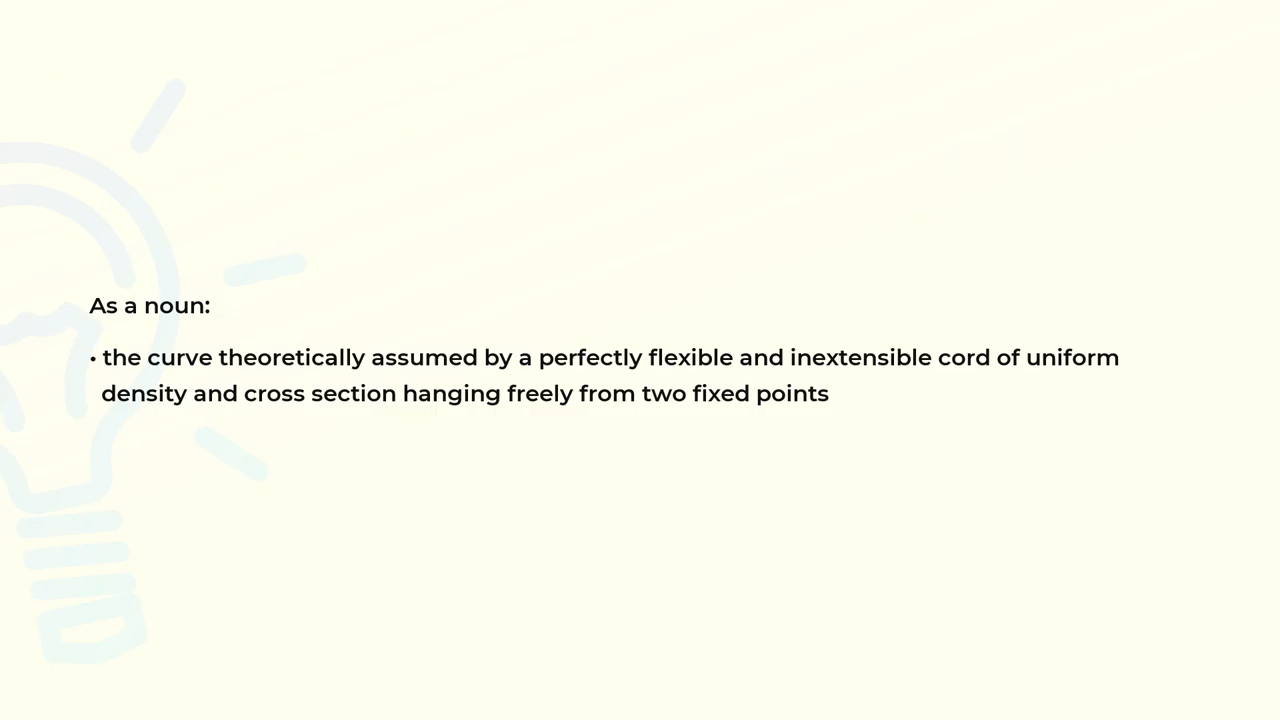 As a noun:
• the curve theoretically assumed by a perfectly flexible and inextensible cord of uniform
density and cross section hanging freely from two fixed points